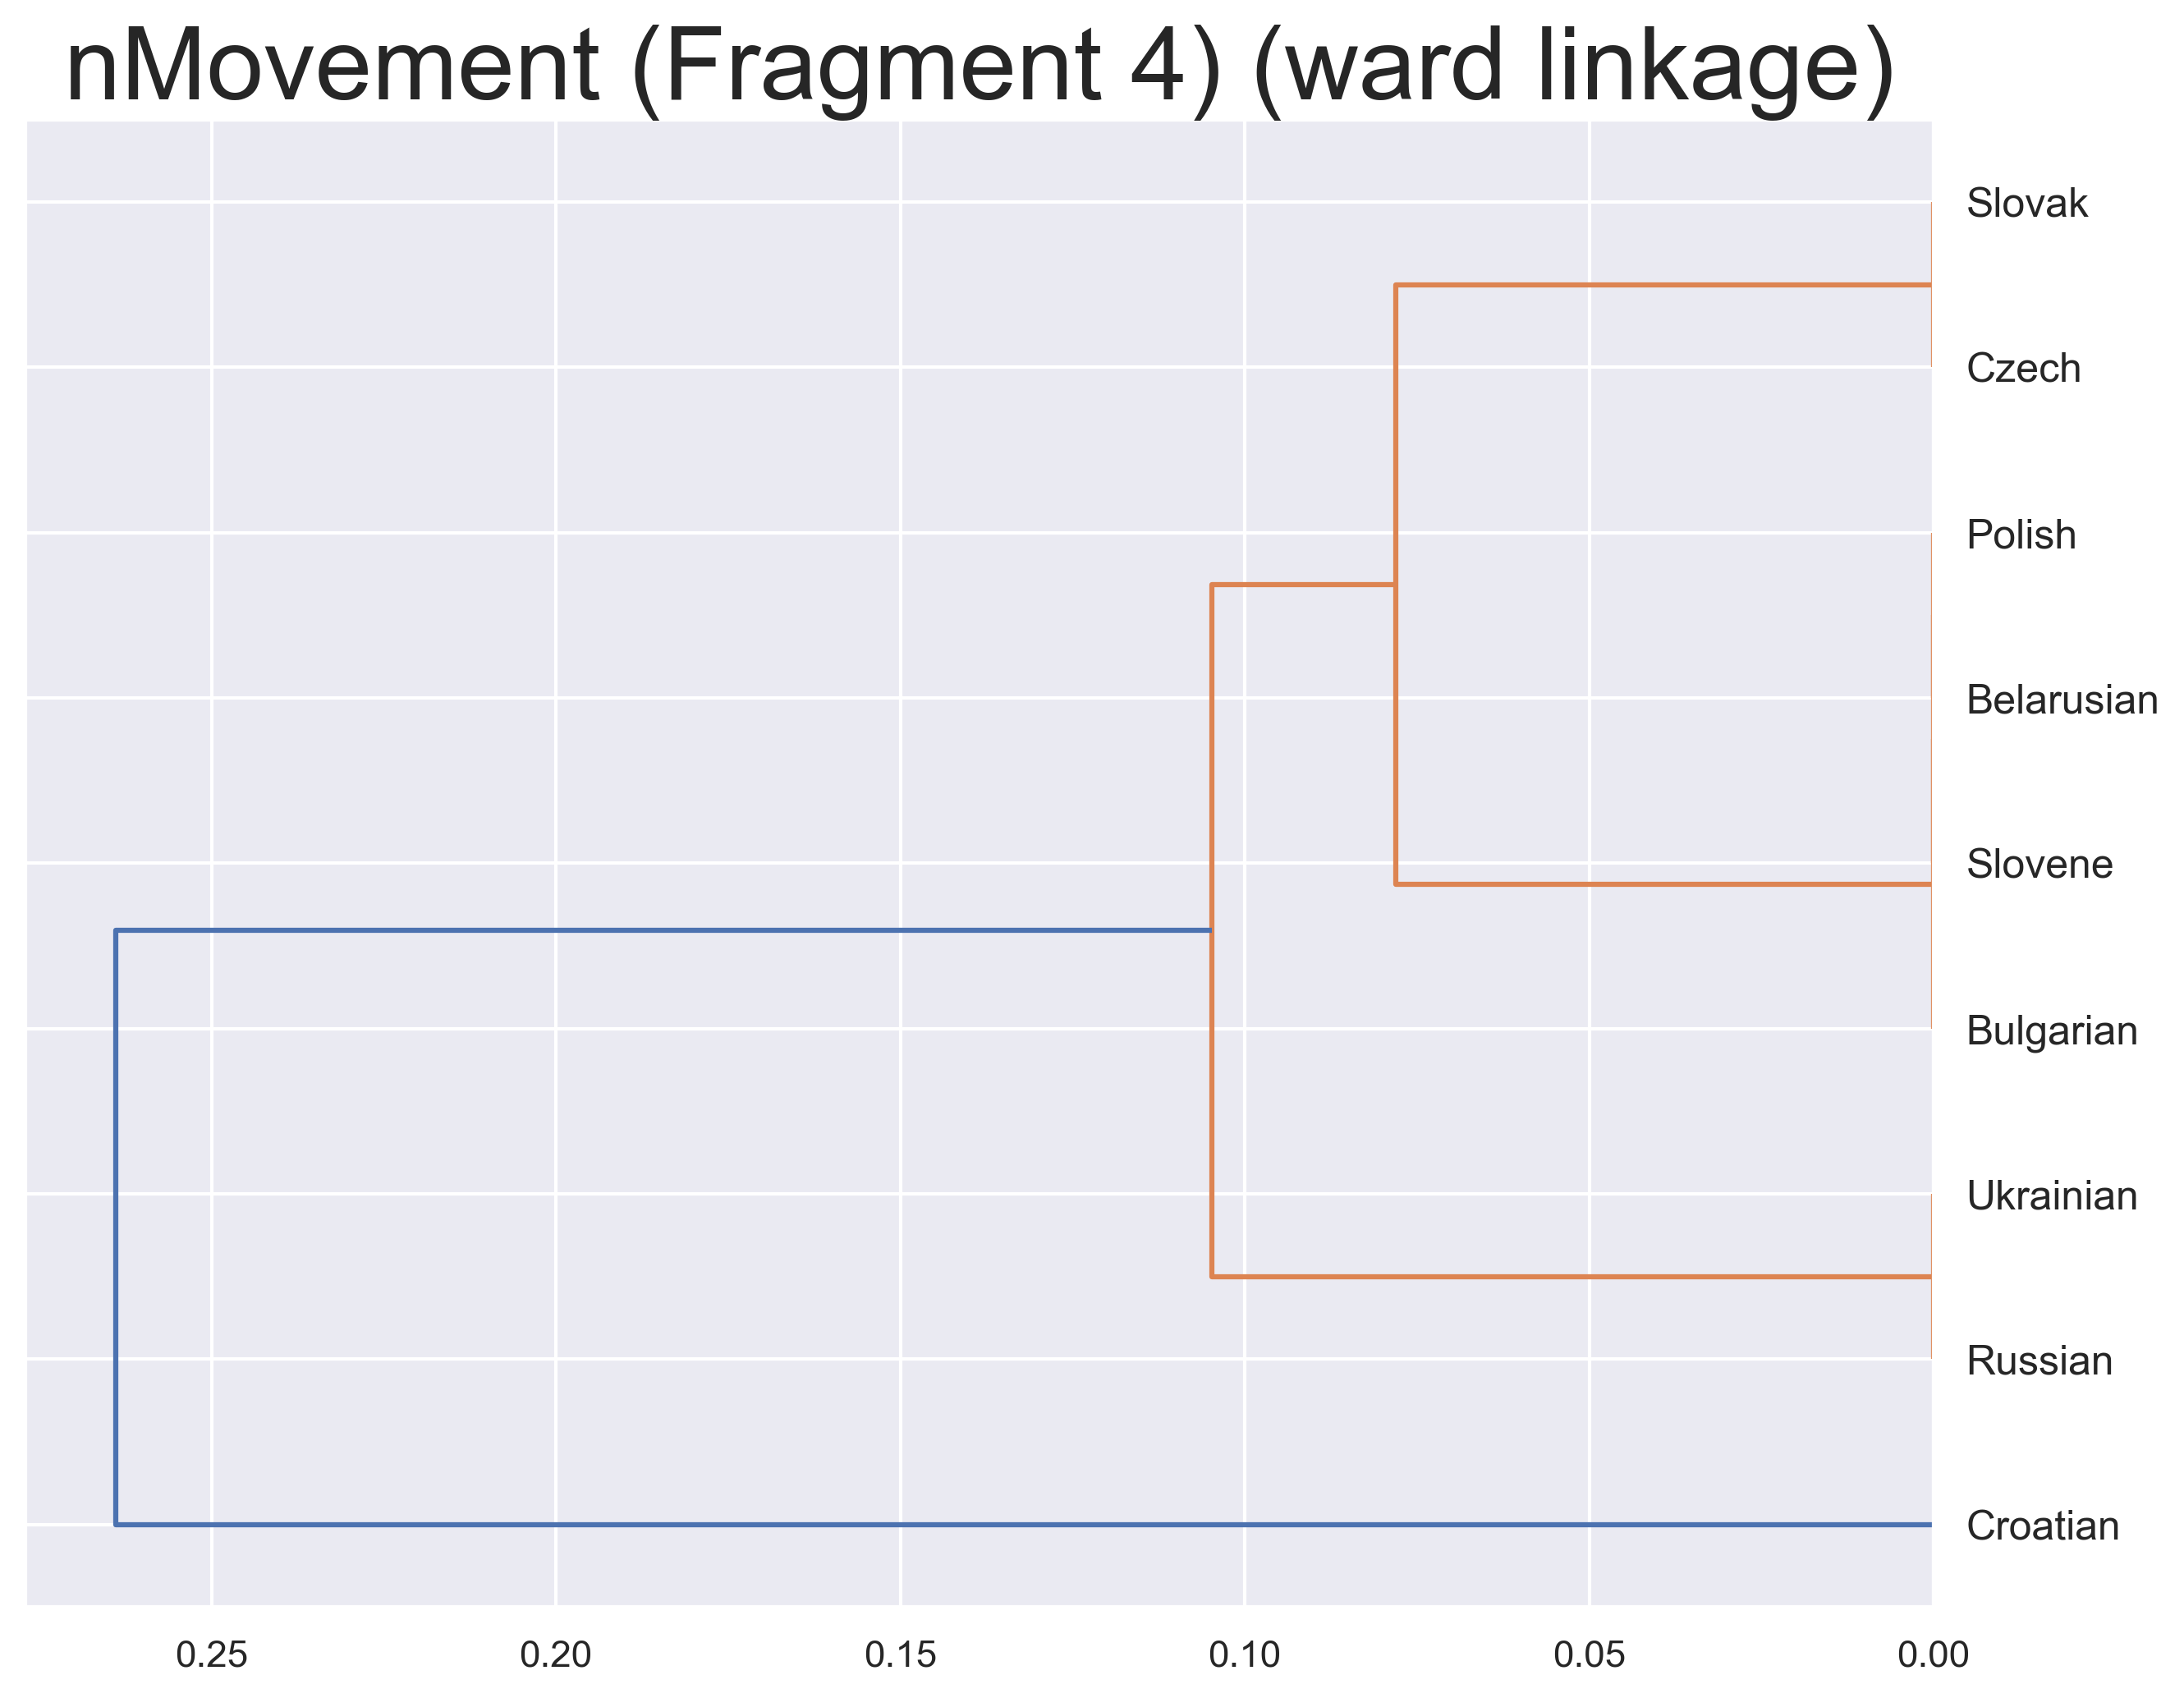 nMovement (Fragment 4) (ward linkage)
Slovak
Czech
Polish
Belarusian
Slovene
Bulgarian
Ukrainian
Russian
Croatian
0.25 0.20 0.15 0.10 0.05 0.00